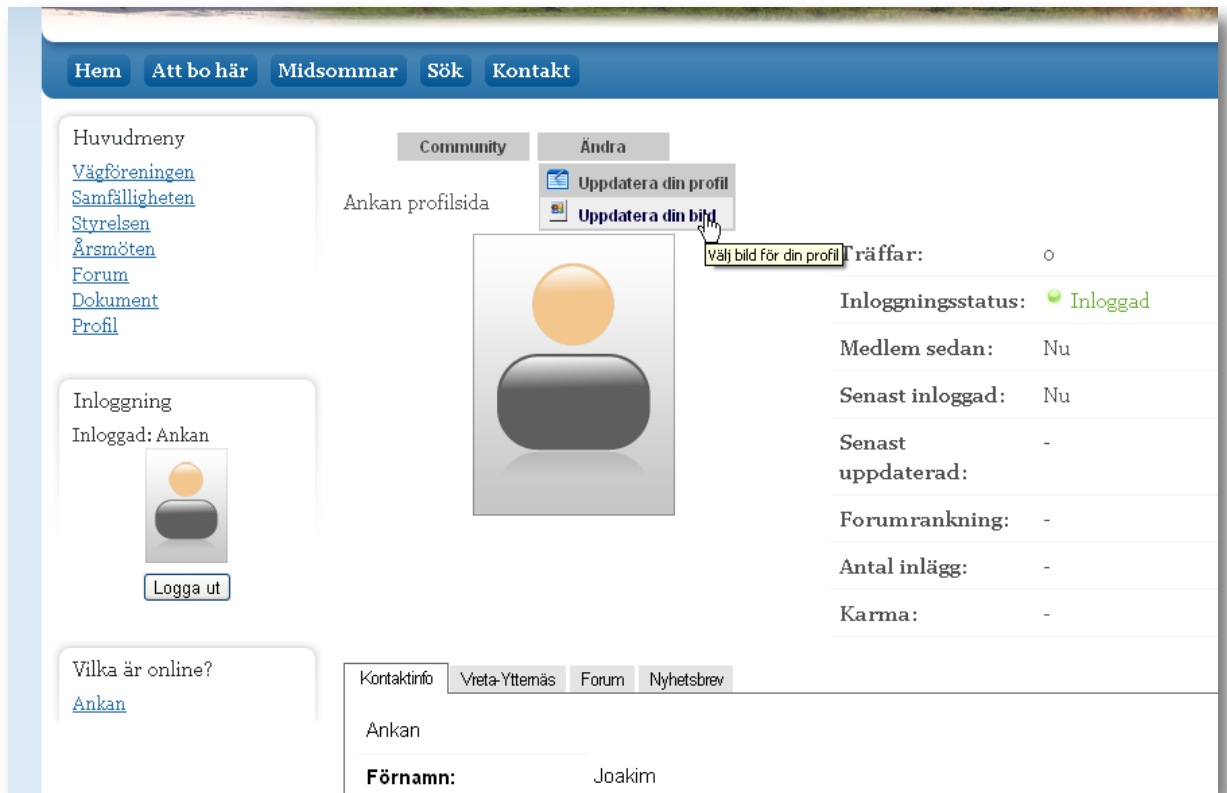 Hem Att bo här Midsommar Sök Kontakt
Huvudmeny
Vägföreningen
Samfälligheten
Styrelsen
Årsmöten
Forum
Dokument
Profil
Inloggning
Inloggad: Ankan
Logga ut
Vilka är online?
Ankan
Community Ändra
Uppdatera din profil
Uppdatera din bild
Välj bild för din profil
Ankan profilsida
Träffar: 0
Inloggningsstatus: Inloggad
Medlem sedan: Nu
Senast inloggad: Nu
Senast -
uppdaterad:
Forumrankning: -
Antal inlägg: -
Karma: -
Kontaktinfo Vreta-Ytternäs Forum Nyhetsbrev
Ankan
Förnamn: Joakim